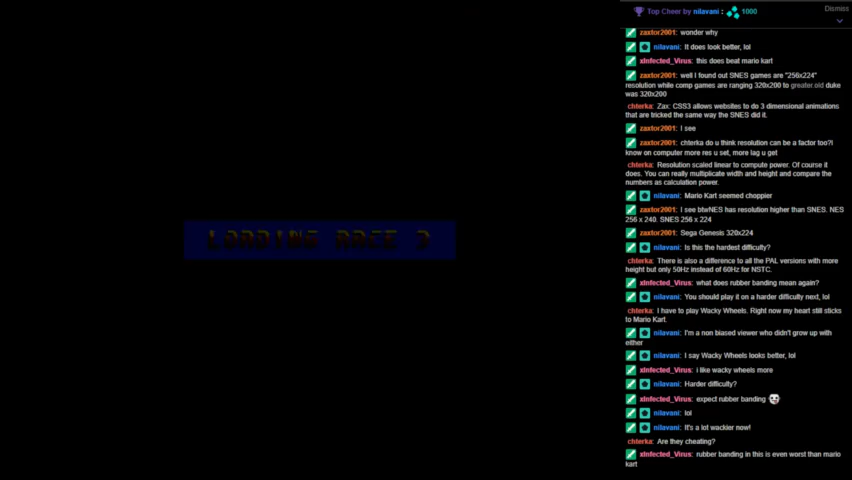 Top Cheer by nilavani : 1000
Dismiss
LOADING RACE 2
zaxtor2001: wonder why
nilavani: It does look better, lol
xInfected_Virus: this does beat mario kart
zaxtor2001: well I found out SNES games are "256x224"
resolution while comp games are ranging 320x200 to greater.old duke
was 320x200
chterka: Zax: CSS3 allows websites to do 3 dimensional animations
that are tricked the same way the SNES did it.
zaxtor2001: I see
zaxtor2001: chterka do u think resolution can be a factor too?I
know on computer more res u set, more lag u get
chterka: Resolution scaled linear to compute power. Of course it
does. You can really multiplicate width and height and compare the
numbers as calculation power.
nilavani: Mario Kart seemed choppier
zaxtor2001: I see btwNES has resolution higher than SNES. NES
256 x 240. SNES 256 x 224
zaxtor2001: Sega Genesis 320x224
nilavani: Is this the hardest difficulty?
chterka: There is also a difference to all the PAL versions with more
height but only 50Hz instead of 60Hz for NSTC.
xInfected_Virus: what does rubber banding mean again?
nilavani: You should play it on a harder difficulty next, lol
chterka: I have to play Wacky Wheels. Right now my heart still sticks
to Mario Kart.
nilavani: I'm a non biased viewer who didn't grow up with
either
nilavani: I say Wacky Wheels looks better, lol
xInfected_Virus: i like wacky wheels more
nilavani: Harder difficulty?
xInfected_Virus: expect rubber banding
nilavani: lol
nilavani: It's a lot wackier now!
chterka: Are they cheating?
xInfected_Virus: rubber banding in this is even worst than mario
kart